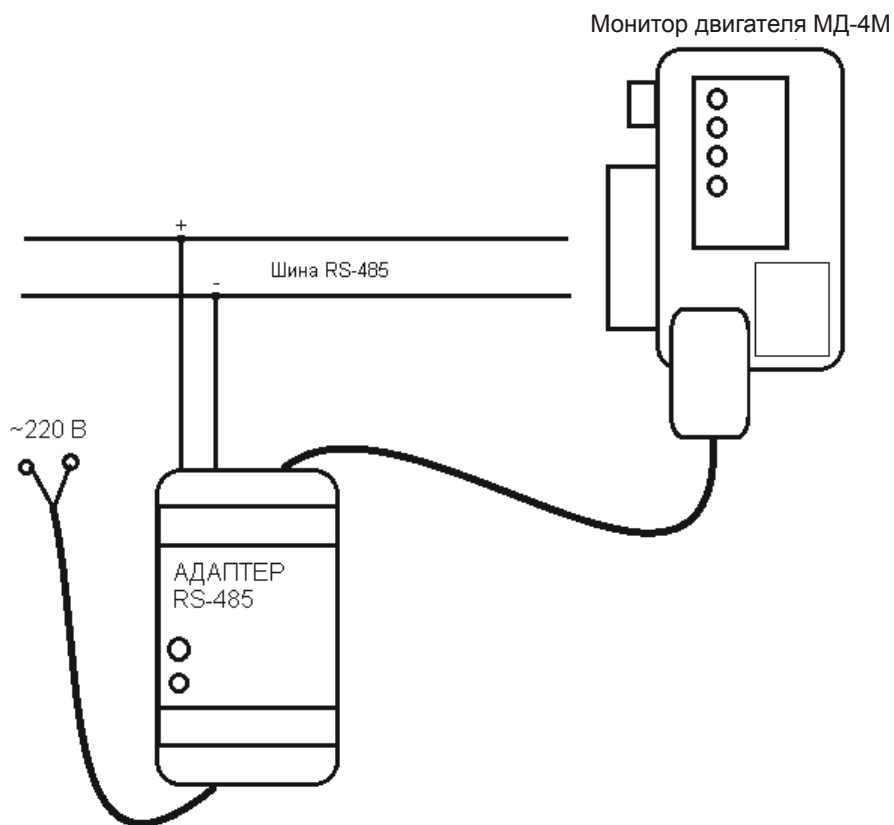 Монитор двигателя МД-4М
+
Шина RS-485
-
~220 В
АДАПТЕР
RS-485